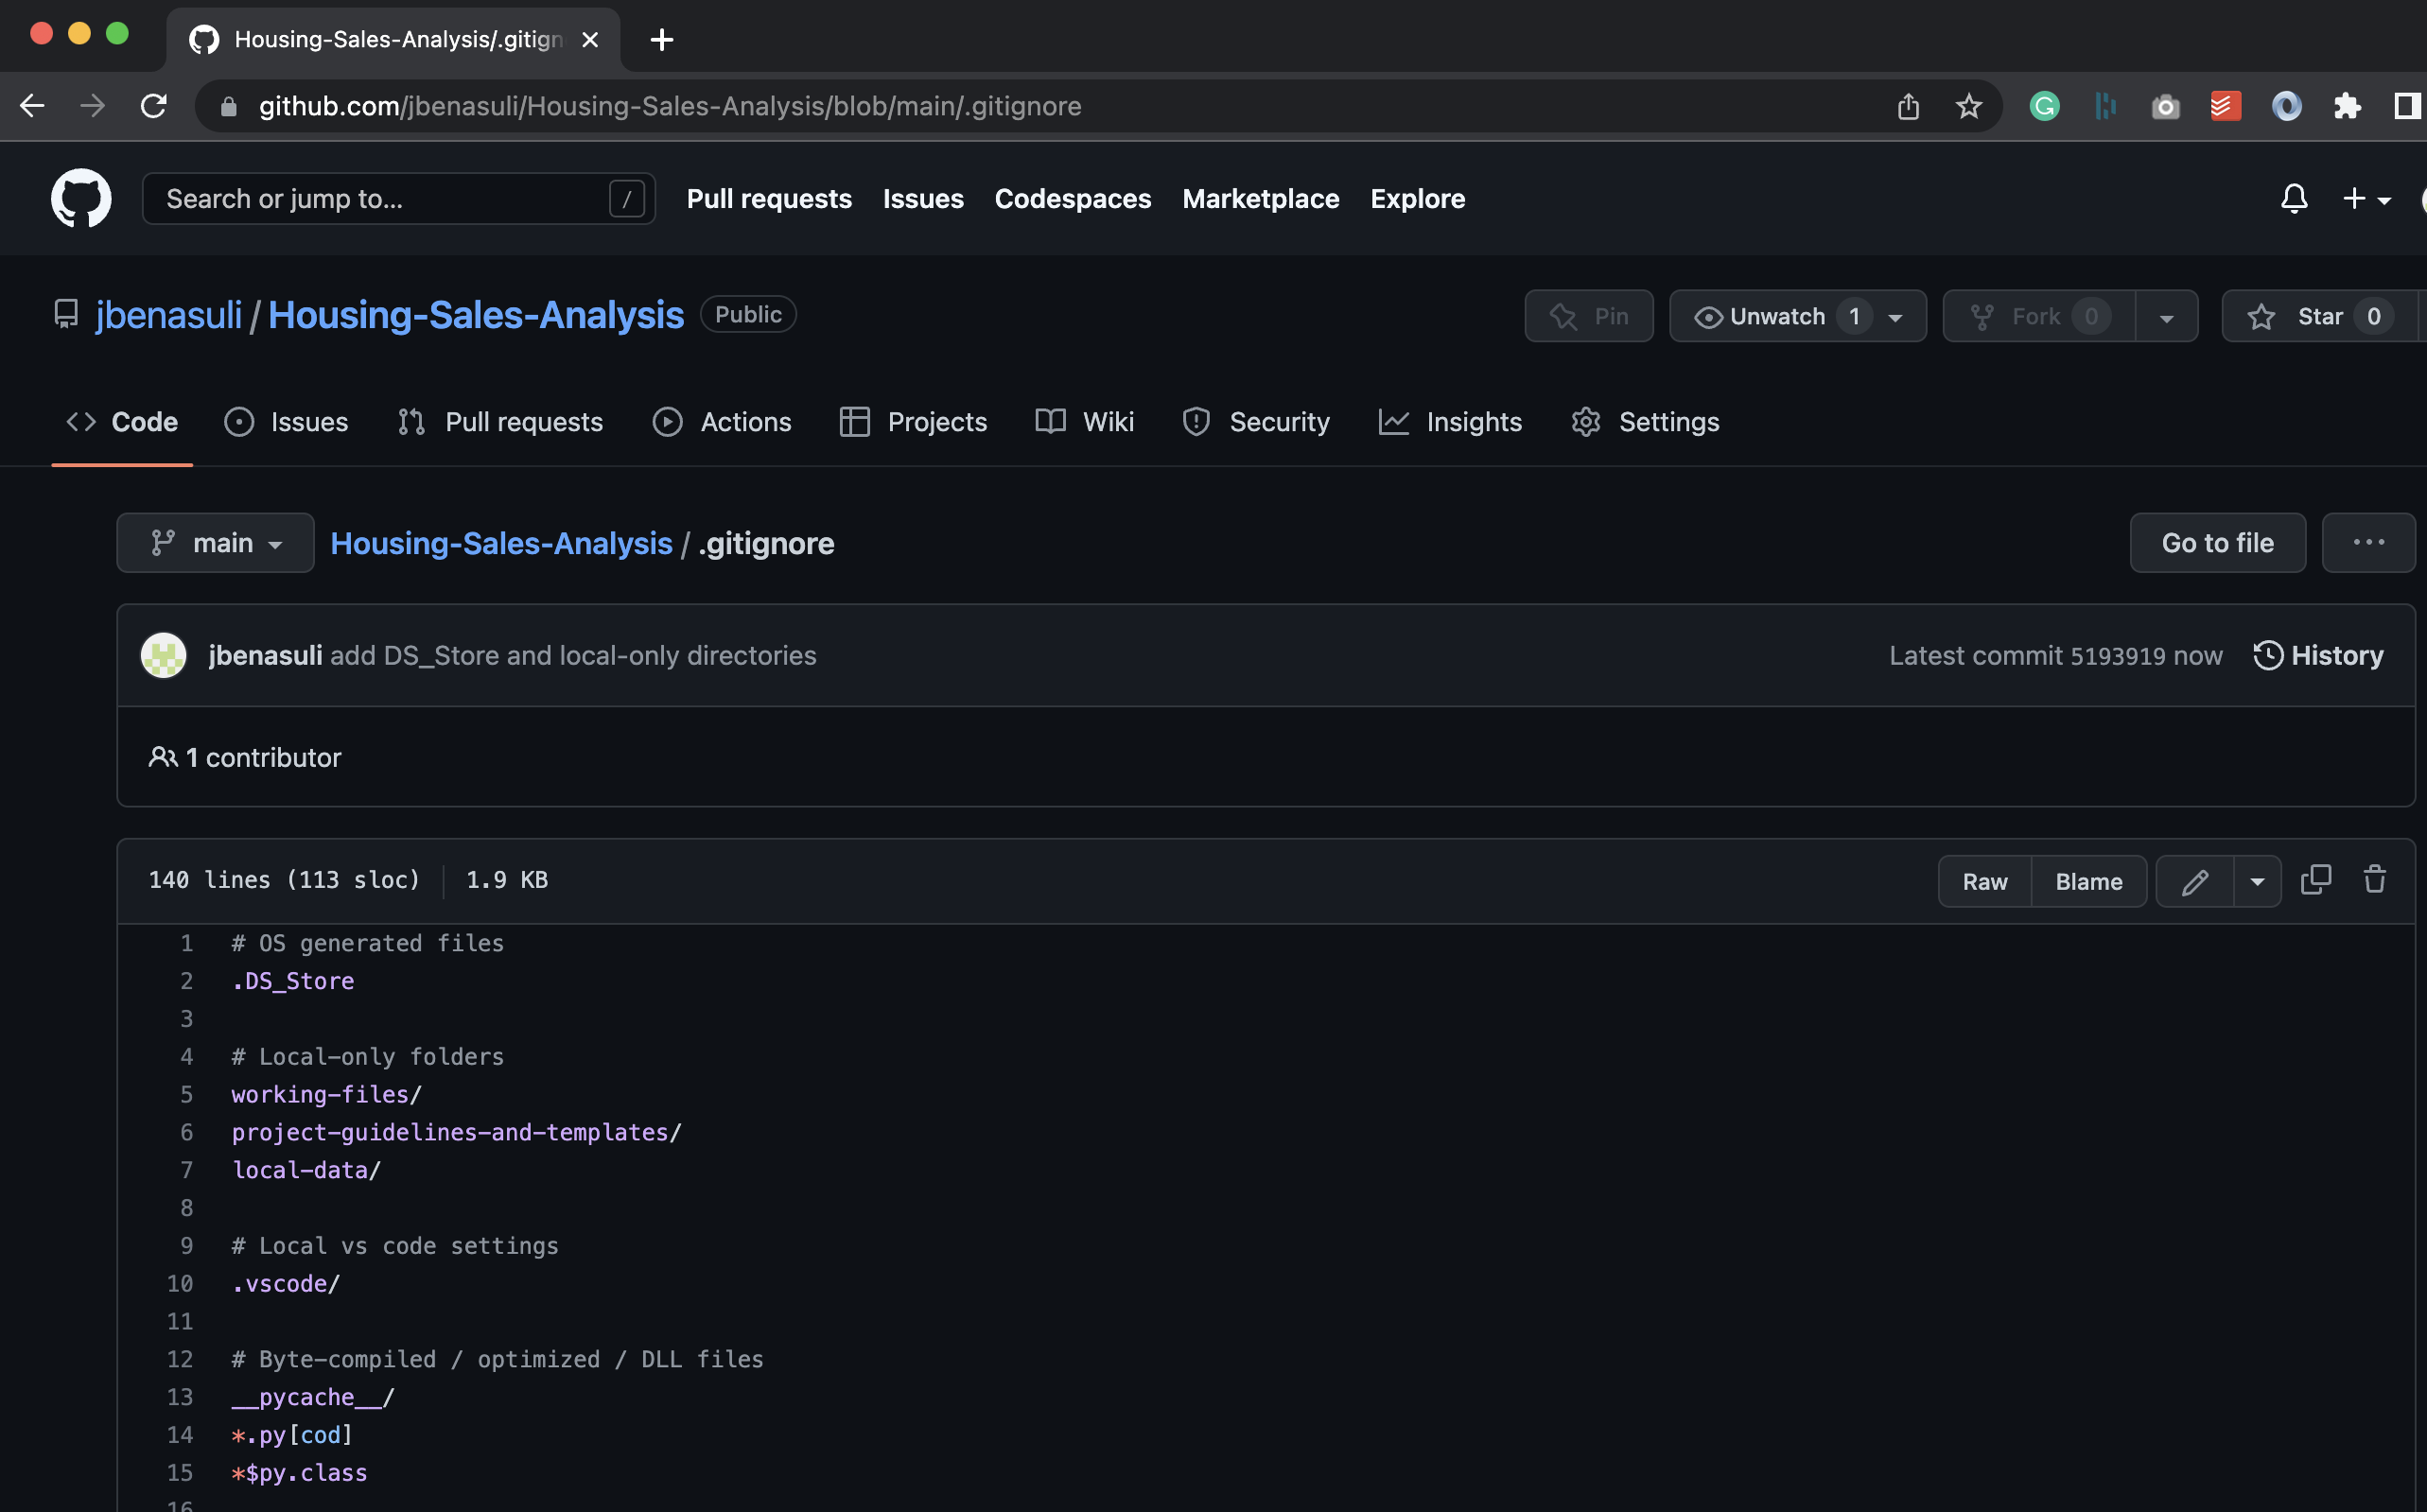 Housing-Sales-Analysis/.gitign
github.com/jbenasuli/Housing-Sales-Analysis/blob/main/.gitignore
Search or jump to... / Pull requests Issues Codespaces Marketplace Explore
jbenasuli / Housing-Sales-Analysis Public Pin Unwatch 1 Fork 0 Star 0
Code Issues Pull requests Actions Projects Wiki Security Insights Settings
main Housing-Sales-Analysis / .gitignore Go to file ...
jbenasuli add DS_Store and local-only directories Latest commit 5193919 now History
1 contributor
140 lines (113 sloc) 1.9 KB Raw Blame
1 # OS generated files
2 .DS_Store
3
4 # Local-only folders
5 working-files/
6 project-guidelines-and-templates/
7 local-data/
8
9 # Local vs code settings
10 .vscode/
11
12 # Byte-compiled / optimized / DLL files
13 __pycache__/
14 *.py[cod]
15 *$py.class
16